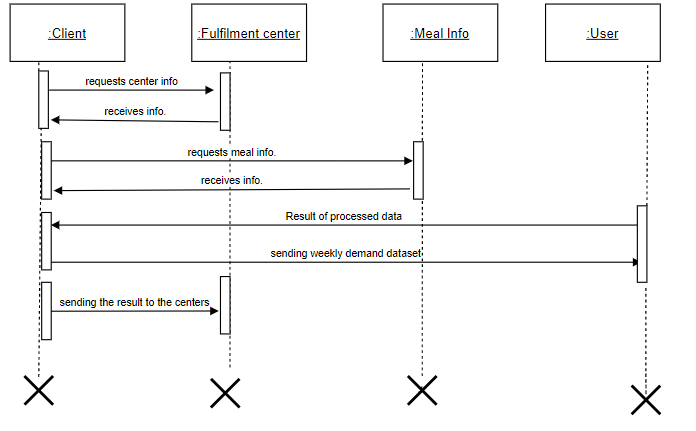 :Client
:Fulfilment center
:Meal Info
:User
requests center info
receives info.
requests meal info.
receives info.
Result of processed data
sending weekly demand dataset
sending the result to the centers